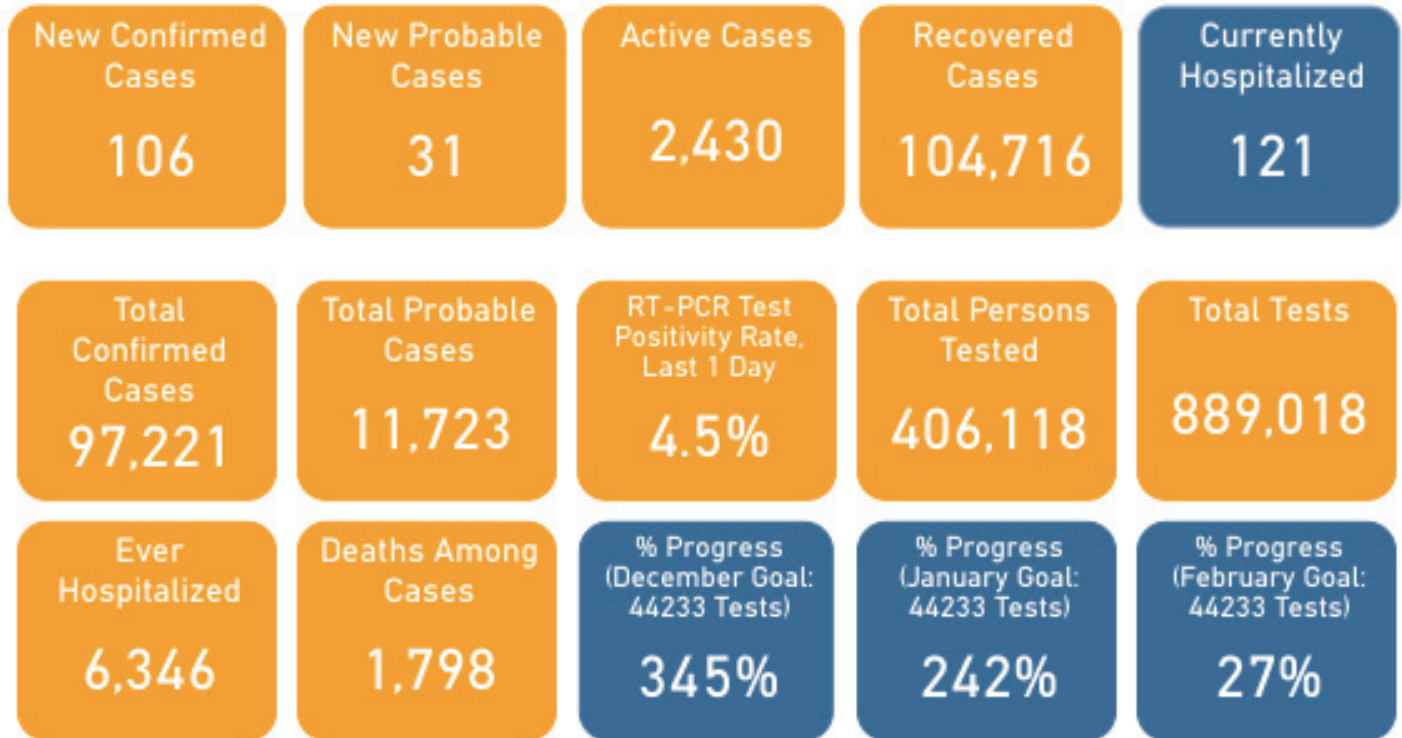 New Confirmed
Cases
106
New Probable
Cases
31
Active Cases
2,430
Recovered
Cases
104,716
Currently
Hospitalized
121
Total
Confirmed
Cases
97,221
Total Probable
Cases
11,723
RT-PCR Test
Positivity Rate,
Last 1 Day
4.5%
Total Persons
Tested
406,118
Total Tests
889,018
Ever
Hospitalized
6,346
Deaths Among
Cases
1,798
% Progress
(December Goal:
44233 Tests)
345%
% Progress
(January Goal:
44233 Tests)
242%
% Progress
(February Goal:
44233 Tests)
27%